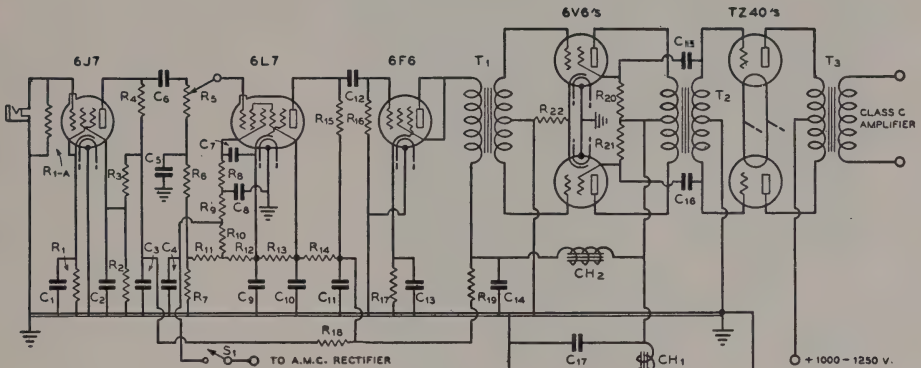 6J7
6L7
6F6
T1
6V6's
TZ40's
T3
C6
R4
R5
C12
C15
R1-A
C5
R3
R6
C7
R8
C8
R9
R10
R15
R16
R22
R20
R21
T2
C16
CLASS C
AMPLIFIER
R1
C1
C2
R2
C3
C4
R7
R11
R12
R13
R14
C9
C10
C11
R17
C13
R19
C14
CH2
R18
S1
TO A.M.C. RECTIFIER
C17
CH1
+1000-1250 V.